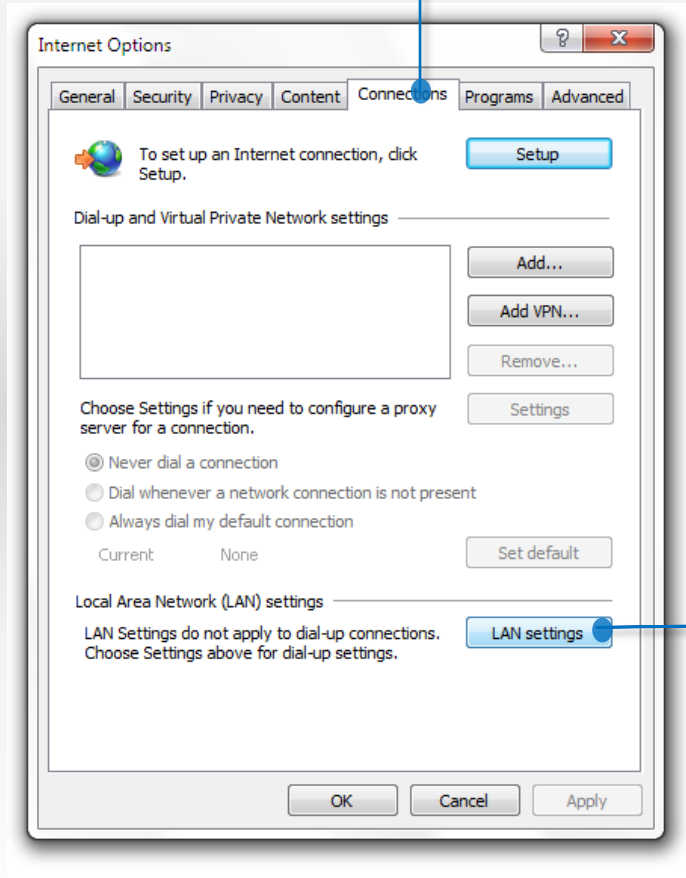 Internet Options
?
X
General Security Privacy Content Connections Programs Advanced
To set up an Internet connection, click
Setup.
Setup
Dial-up and Virtual Private Network settings
Add...
Add VPN...
Remove...
Choose Settings if you need to configure a proxy
server for a connection.
Settings
Never dial a connection
Dial whenever a network connection is not present
Always dial my default connection
Current None
Set default
Local Area Network (LAN) settings
LAN Settings do not apply to dial-up connections.
Choose Settings above for dial-up settings.
LAN settings
OK Cancel Apply